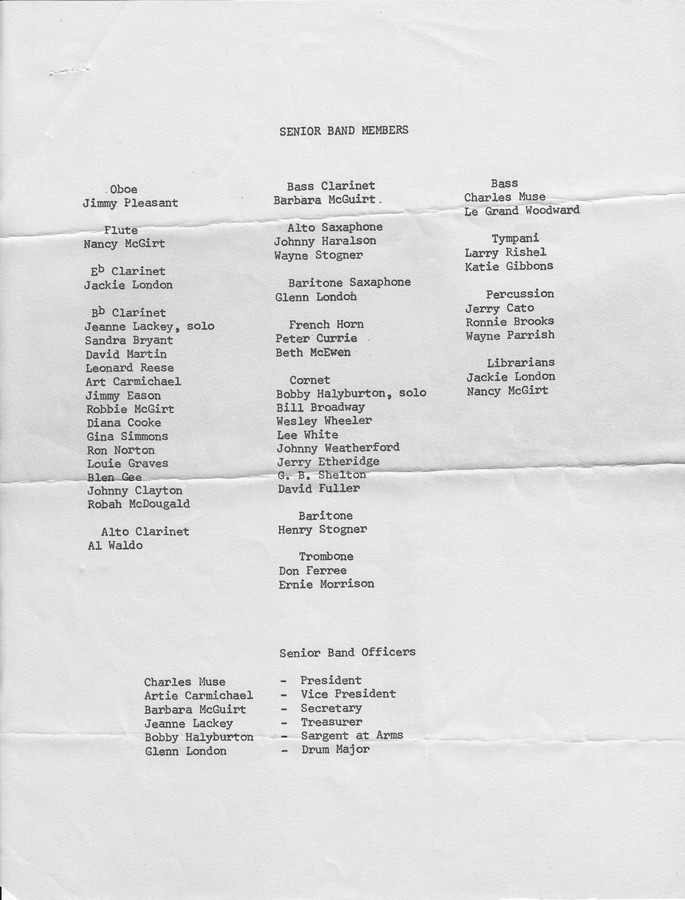 SENIOR BAND MEMBERS
Oboe
Jimmy Pleasant
Flute
Nancy McGirt
Eb Clarinet
Jackie London
Bb Clarinet
Jeanne Lackey, solo
Sandra Bryant
David Martin
Leonard Reese
Art Carmichael
Jimmy Eason
Robbie McGirt
Diana Cooke
Gina Simmons
Ron Norton
Louie Graves
Blen Gee
Johnny Clayton
Robah McDougald
Alto Clarinet
Al Waldo
Bass Clarinet
Barbara McGuirt.
Alto Saxaphone
Johnny Haralson
Wayne Stogner
Baritone Saxaphone
Glenn London
French Horn
Peter Currie
Beth McEwen
Cornet
Bobby Halyburton, solo
Bill Broadway
Wesley Wheeler
Lee White
Johnny Weatherford
Jerry Etheridge
G. B. Shelton
David Fuller
Baritone
Henry Stogner
Trombone
Don Ferree
Ernie Morrison
Bass
Charles Muse
Le Grand Woodward
Tympani
Larry Rishel
Katie Gibbons
Percussion
Jerry Cato
Ronnie Brooks
Wayne Parrish
Librarians
Jackie London
Nancy McGirt
Senior Band Officers
Charles Muse - President
Artie Carmichael - Vice President
Barbara McGuirt - Secretary
Jeanne Lackey - Treasurer
Bobby Halyburton - Sargent at Arms
Glenn London - Drum Major